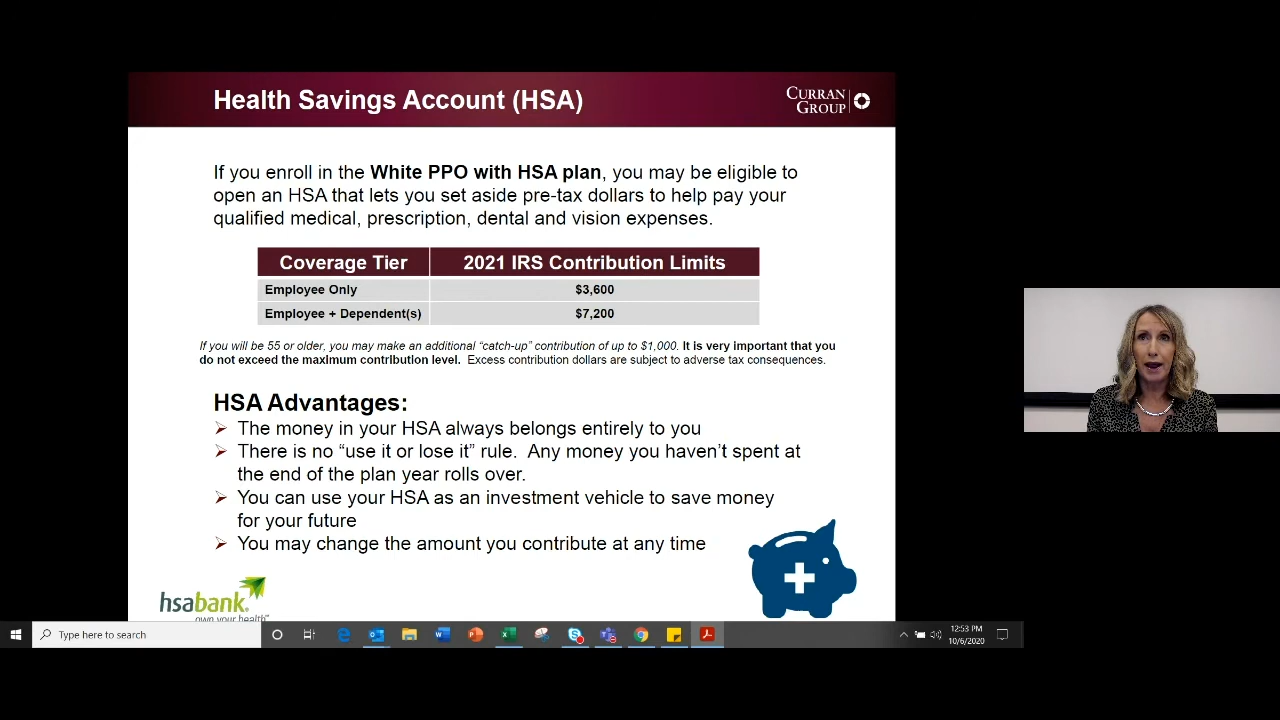 Health Savings Account (HSA)
CURRAN
GROUP
If you enroll in the White PPO with HSA plan, you may be eligible to
open an HSA that lets you set aside pre-tax dollars to help pay your
qualified medical, prescription, dental and vision expenses.
Coverage Tier 2021 IRS Contribution Limits
Employee Only $3,600
Employee + Dependent(s) $7,200
If you will be 55 or older, you may make an additional “catch-up” contribution of up to $1,000. It is very important that you
do not exceed the maximum contribution level. Excess contribution dollars are subject to adverse tax consequences.
HSA Advantages:
The money in your HSA always belongs entirely to you
There is no “use it or lose it” rule. Any money you haven’t spent at
the end of the plan year rolls over.
You can use your HSA as an investment vehicle to save money
for your future
You may change the amount you contribute at any time
hsabank.
own your health℠
Type here to search
12:53 PM
10/6/2020